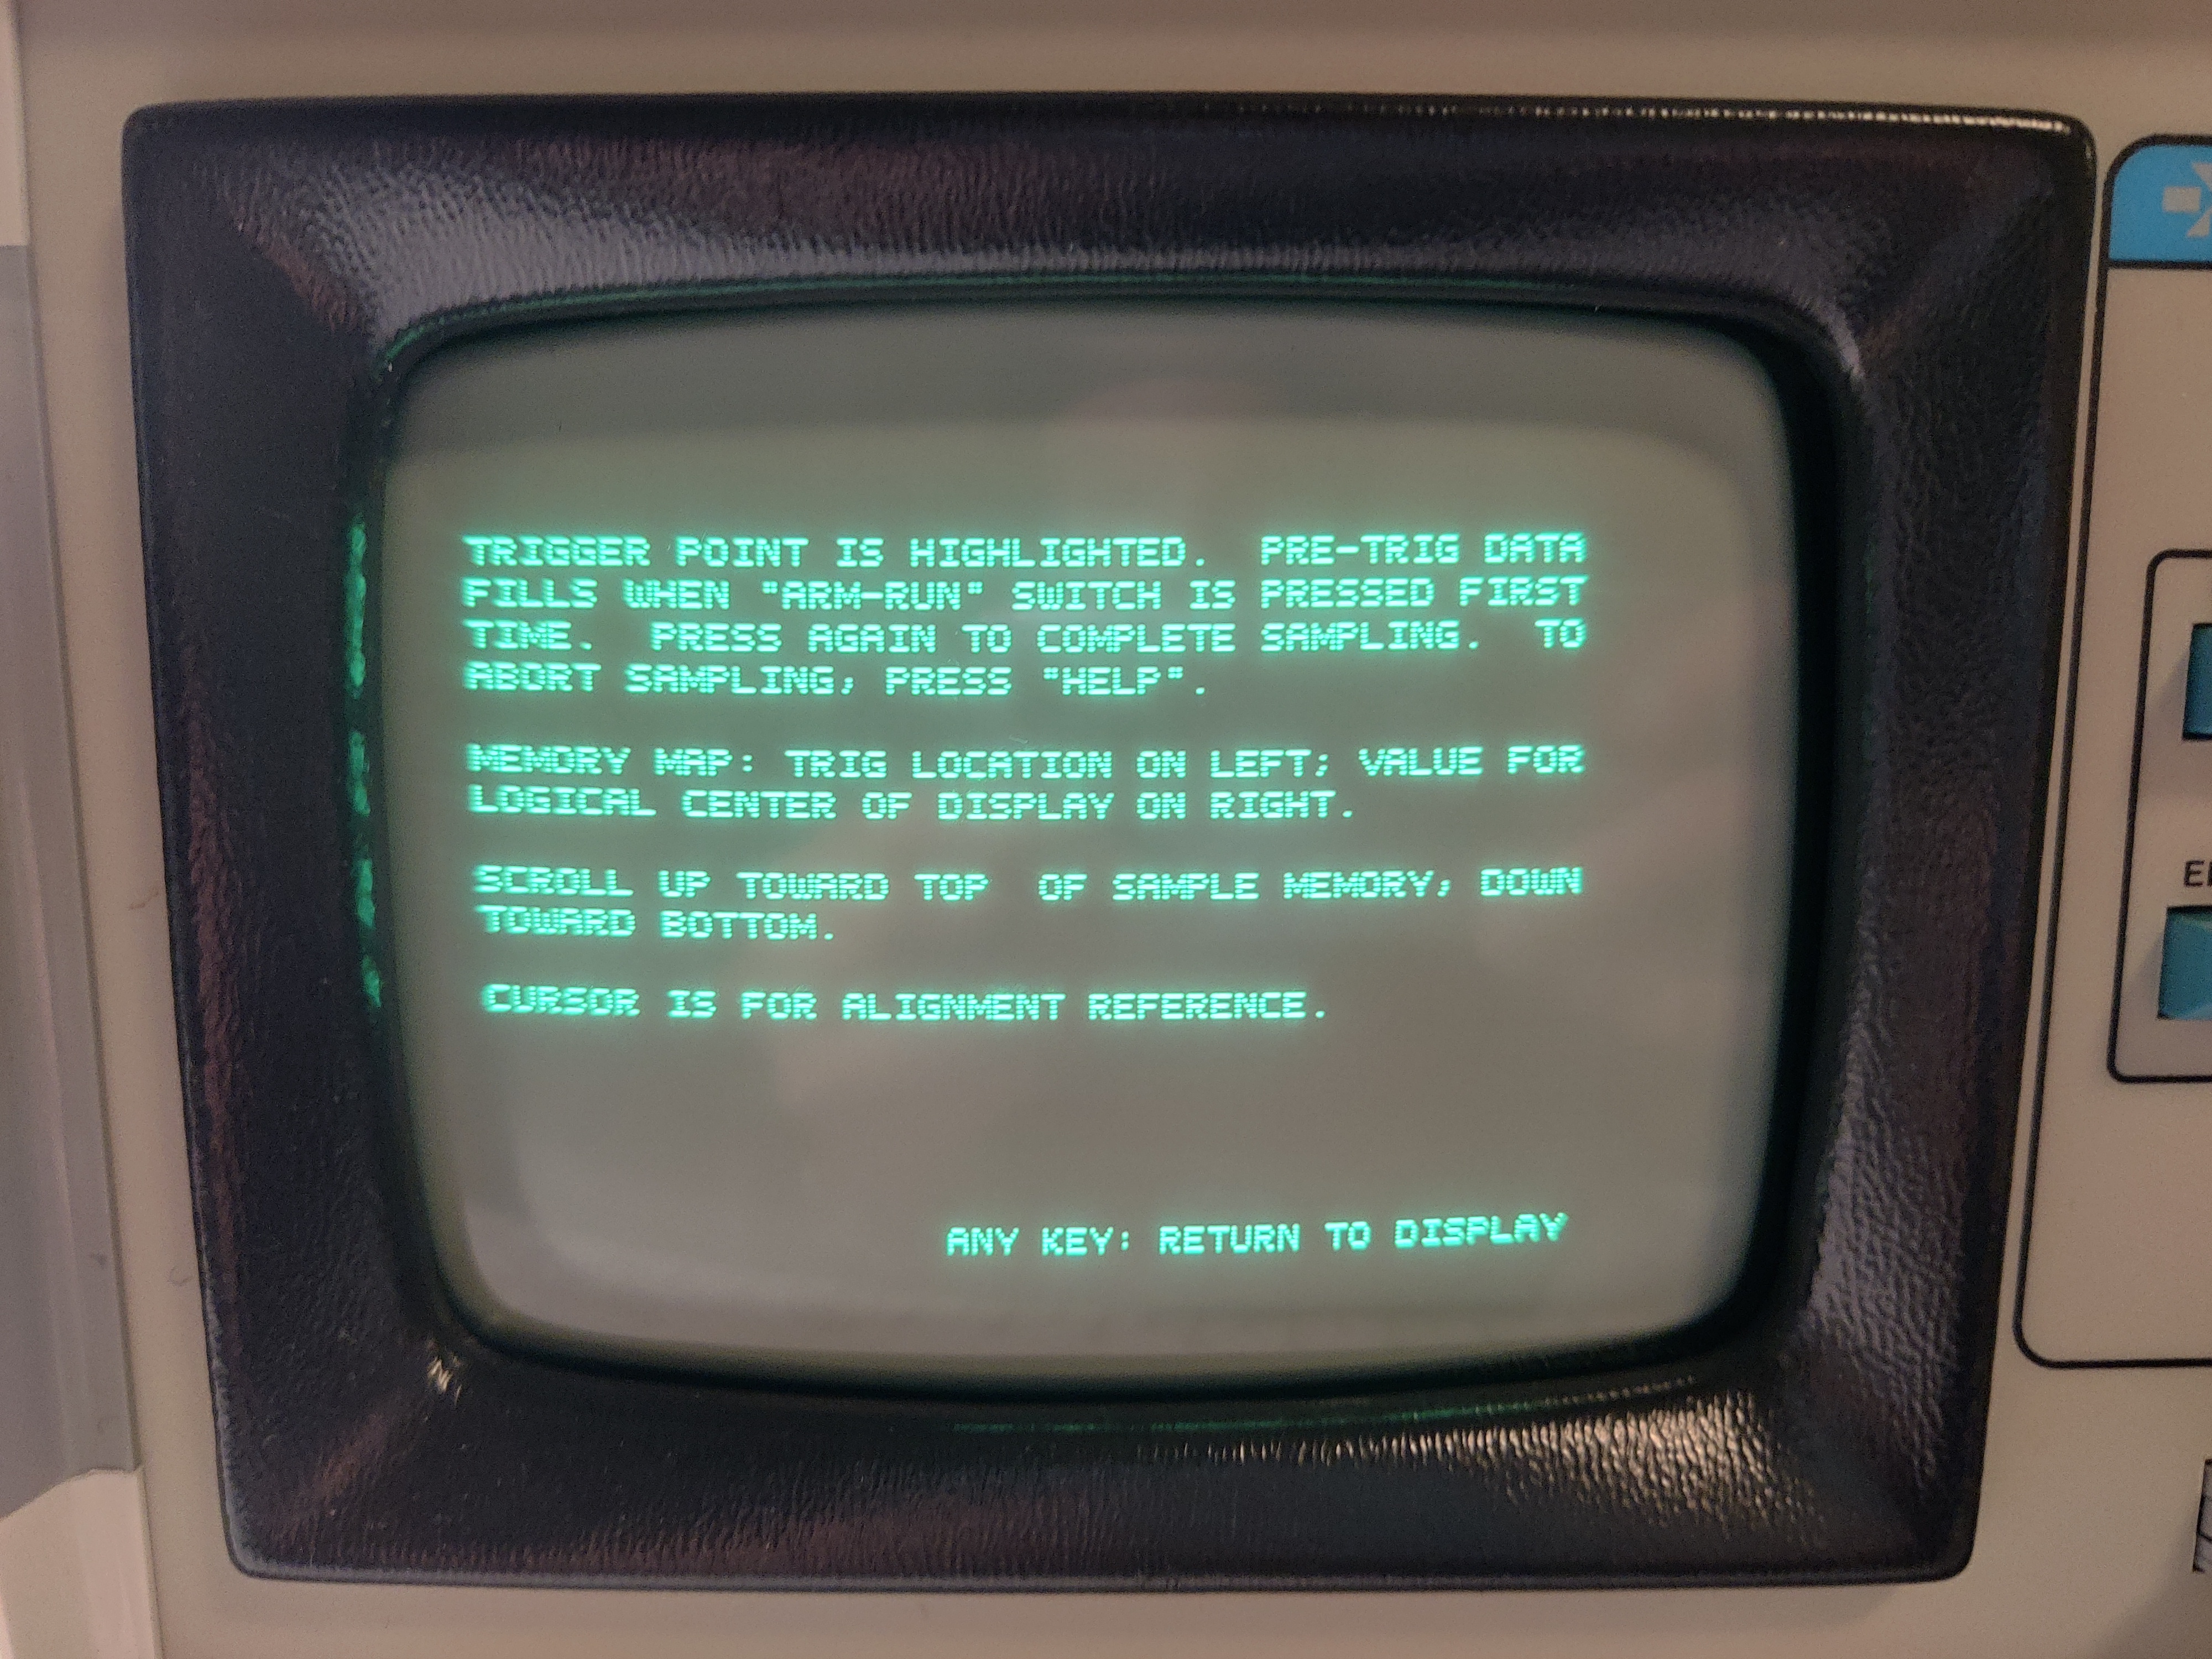 TRIGGER POINT IS HIGHLIGHTED.  PRE-TRIG DATA
FILLS WHEN "ARM-RUN" SWITCH IS PRESSED FIRST
TIME.  PRESS AGAIN TO COMPLETE SAMPLING.  TO
ABORT SAMPLING, PRESS "HELP".
MEMORY MAP: TRIG LOCATION ON LEFT; VALUE FOR
LOGICAL CENTER OF DISPLAY ON RIGHT.
SCROLL UP TOWARD TOP  OF SAMPLE MEMORY, DOWN
TOWARD BOTTOM.
CURSOR IS FOR ALIGNMENT REFERENCE.
ANY KEY: RETURN TO DISPLAY